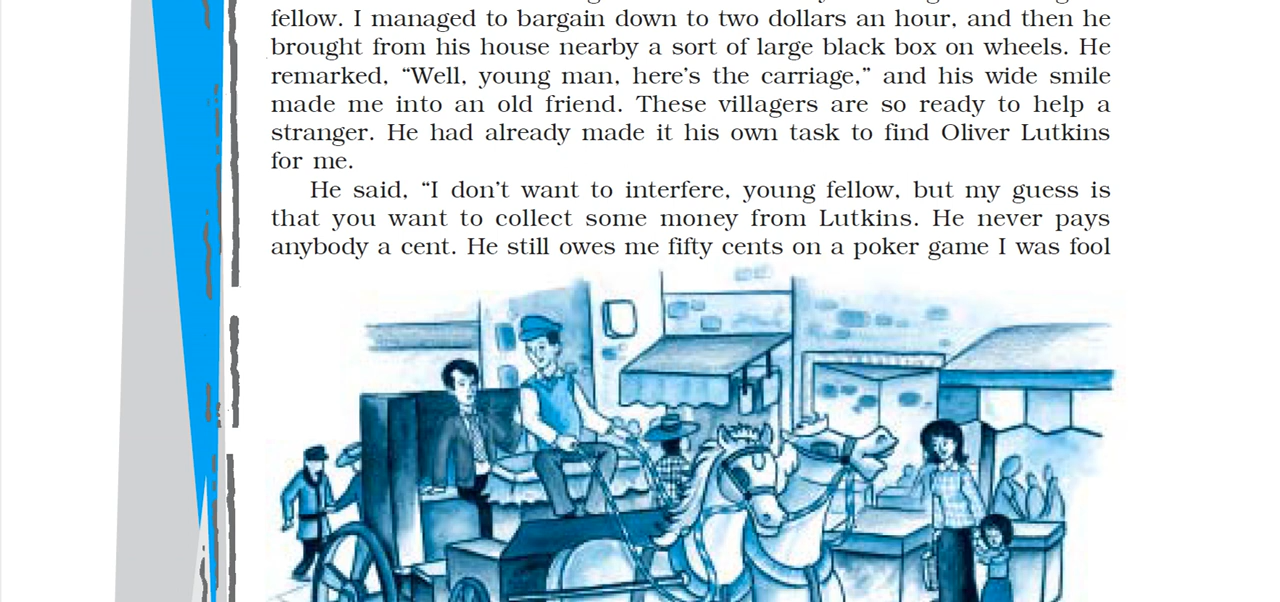 fellow. I managed to bargain down to two dollars an hour, and then he
brought from his house nearby a sort of large black box on wheels. He
remarked, “Well, young man, here’s the carriage,” and his wide smile
made me into an old friend. These villagers are so ready to help a
stranger. He had already made it his own task to find Oliver Lutkins
for me.
He said, “I don’t want to interfere, young fellow, but my guess is
that you want to collect some money from Lutkins. He never pays
anybody a cent. He still owes me fifty cents on a poker game I was fool